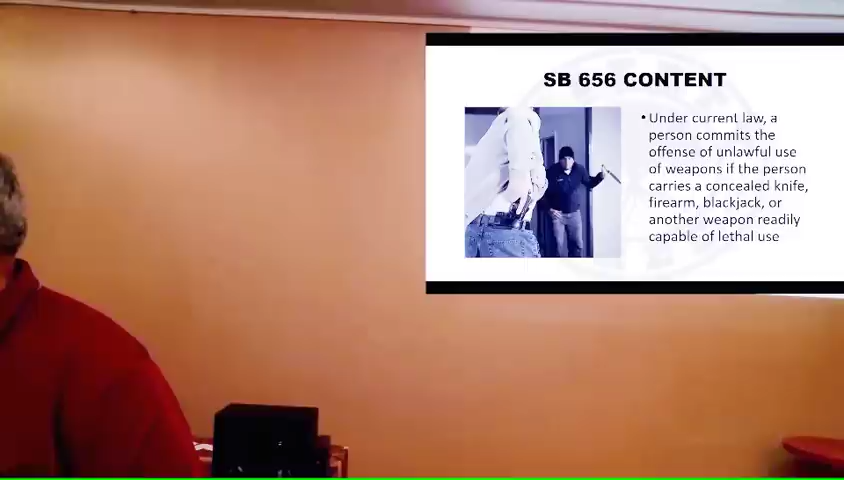 SB 656 CONTENT
• Under current law, a
person commits the
offense of unlawful use
of weapons if the person
carries a concealed knife,
firearm, blackjack, or
another weapon readily
capable of lethal use